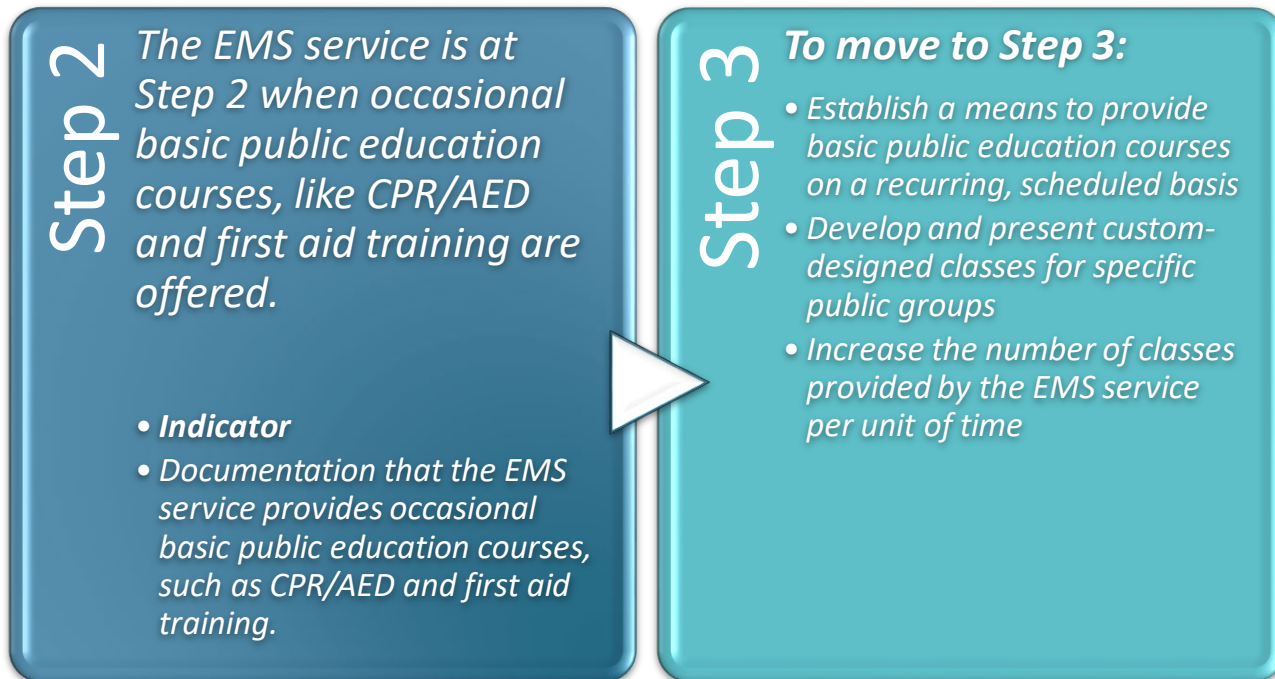 Step 2
The EMS service is at
Step 2 when occasional
basic public education
courses, like CPR/AED
and first aid training are
offered.
• Indicator
• Documentation that the EMS
service provides occasional
basic public education courses,
such as CPR/AED and first aid
training.
Step 3
To move to Step 3:
• Establish a means to provide
basic public education courses
on a recurring, scheduled basis
• Develop and present custom-
designed classes for specific
public groups
• Increase the number of classes
provided by the EMS service
per unit of time